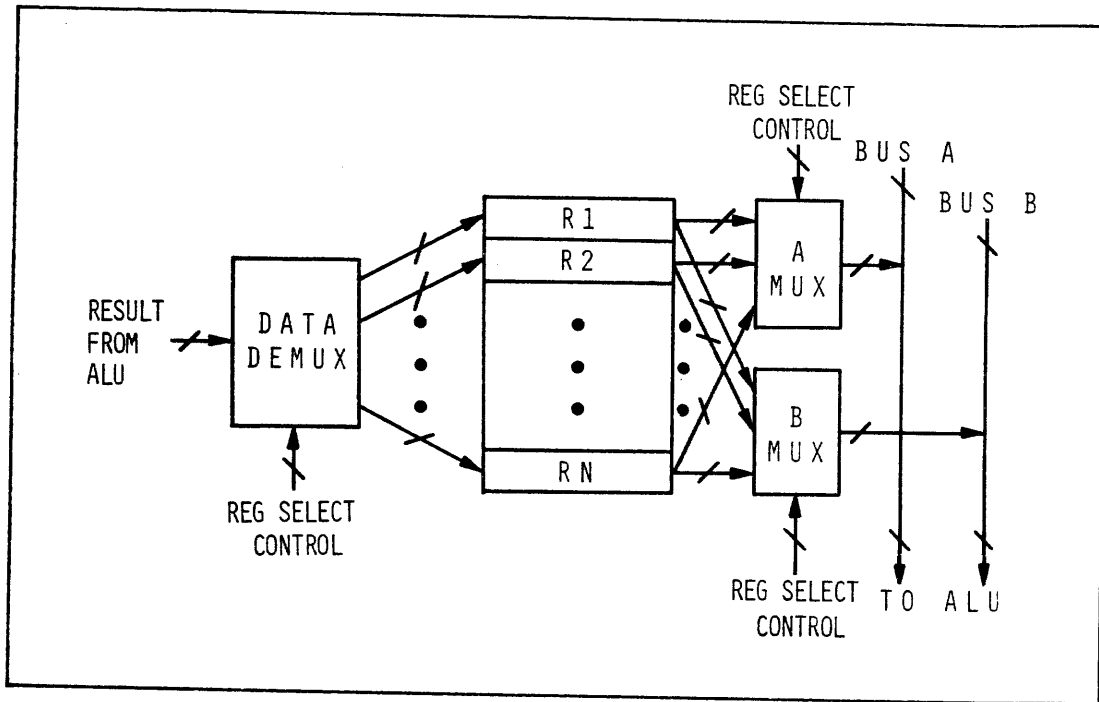 REG SELECT
CONTROL
BUS A
BUS B
R1
R2
A
MUX
RESULT
FROM
ALU
DATA
DEMUX
B
MUX
RN
REG SELECT
CONTROL
REG SELECT
CONTROL
TO ALU